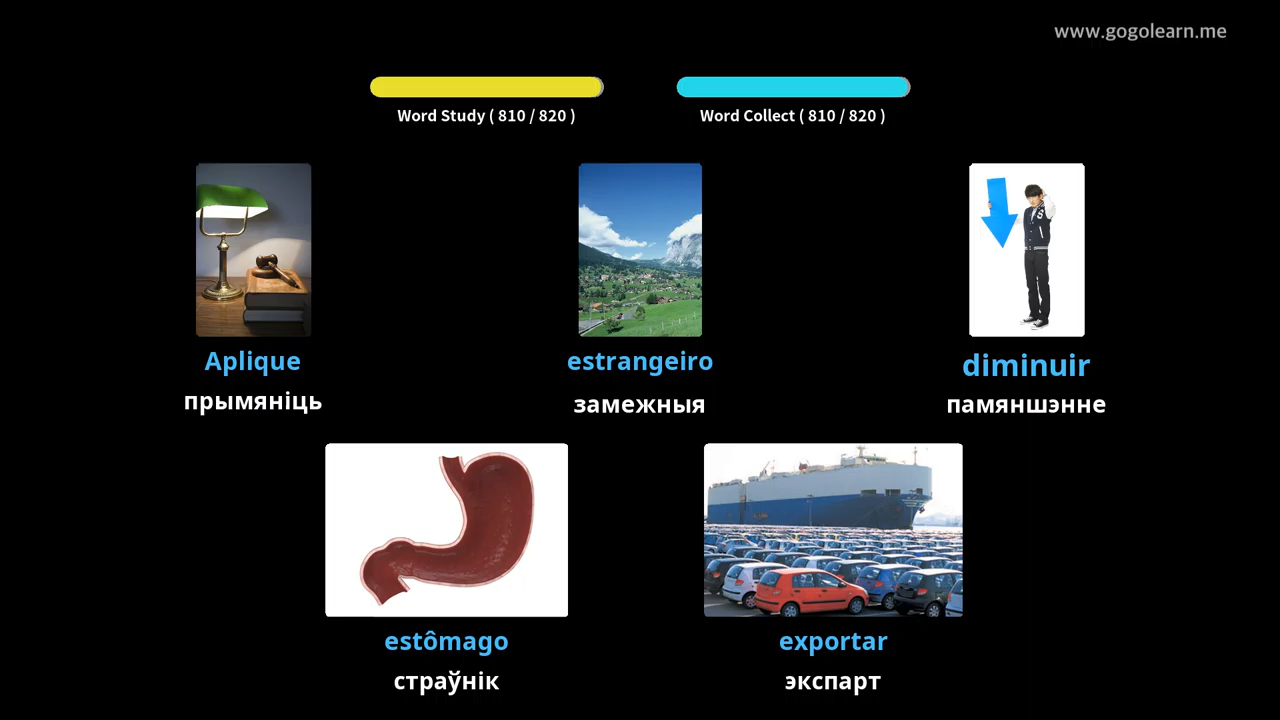 www.gogolearn.me
Word Study ( 810 / 820 )
Word Collect ( 810 / 820 )
Aplique
estrangeiro
diminuir
прымяніць
замежныя
памяншэнне
estômago
exportar
страўнік
экспарт